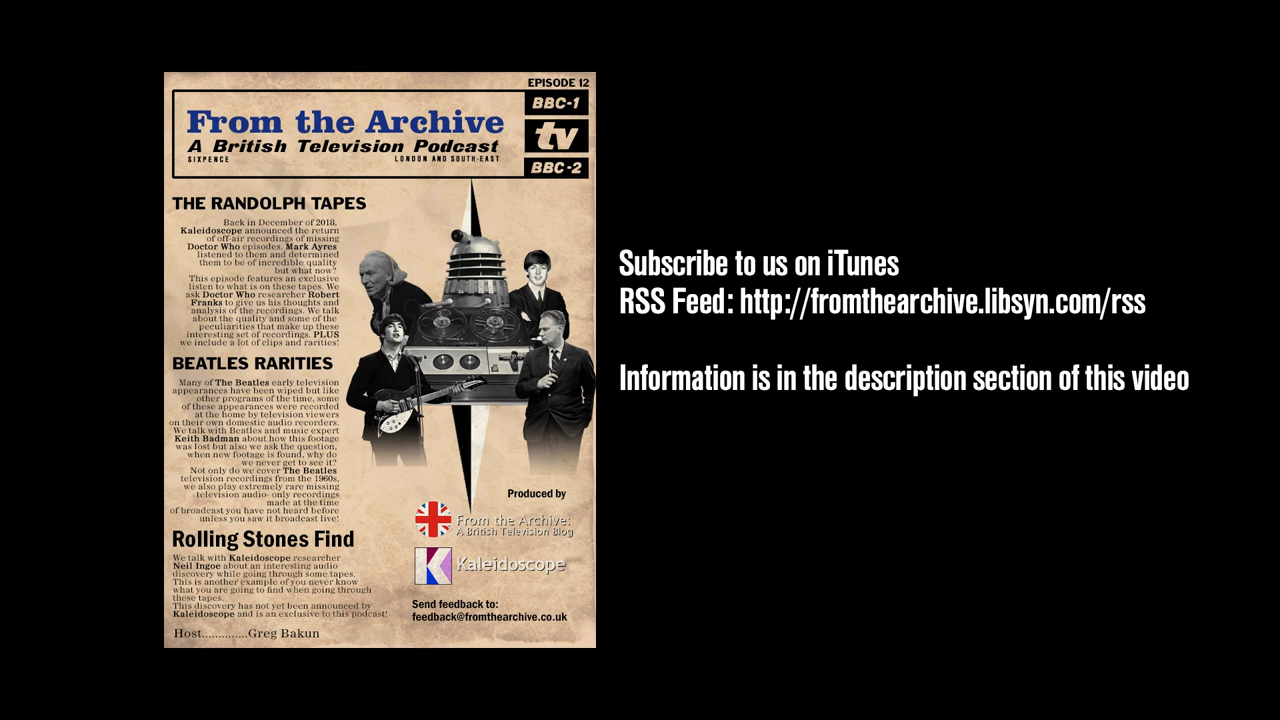 EPISODE 12
From the Archive
A British Television Podcast
SIXPENCE
LONDON AND SOUTH-EAST
BBC-1
tv
BBC-2
THE RANDOLPH TAPES
Back in December of 2018,
Kaleidoscope announced the return
of off-air recordings of missing
Doctor Who episodes. Mark Ayres
listened to them and determined
them to be of incredible quality
but what now?
This episode features an exclusive
listen to what is on these tapes. We
ask Doctor Who researcher Robert
Franks to give us his thoughts and
analysis of the recordings. We talk
about the quality and some of the
peculiarities that make up these
interesting set of recordings. PLUS
we include a lot of clips and rarities!
BEATLES RARITIES
Many of The Beatles early television
appearances have been wiped but like
other programs of the time, some
of these appearances were recorded
at the home by television viewers
on their own domestic audio recorders.
We talk with Beatles and music expert
Keith Badman about how this footage
was lost but also we ask the question,
when new footage is found, why do
we never get to see it?
Not only do we cover The Beatles
television recordings from the 1960s,
we also play extremely rare missing
television audio- only recordings
made at the time
of broadcast you have not heard before
unless you saw it broadcast live!
Rolling Stones Find
We talk with Kaleidoscope researcher
Neil Ingoe about an interesting audio
discovery while going through some tapes.
This is another example of you never know
what you are going to find when going through
these tapes.
This discovery has not yet been announced by
Kaleidoscope and is an exclusive to this podcast!
Host..............Greg Bakun
Produced by
From the Archive:
A British Television Blog
Kaleidoscope
Send feedback to:
feedback@fromthearchive.co.uk
Subscribe to us on iTunes
RSS Feed: http://fromthearchive.libsyn.com/rss
Information is in the description section of this video